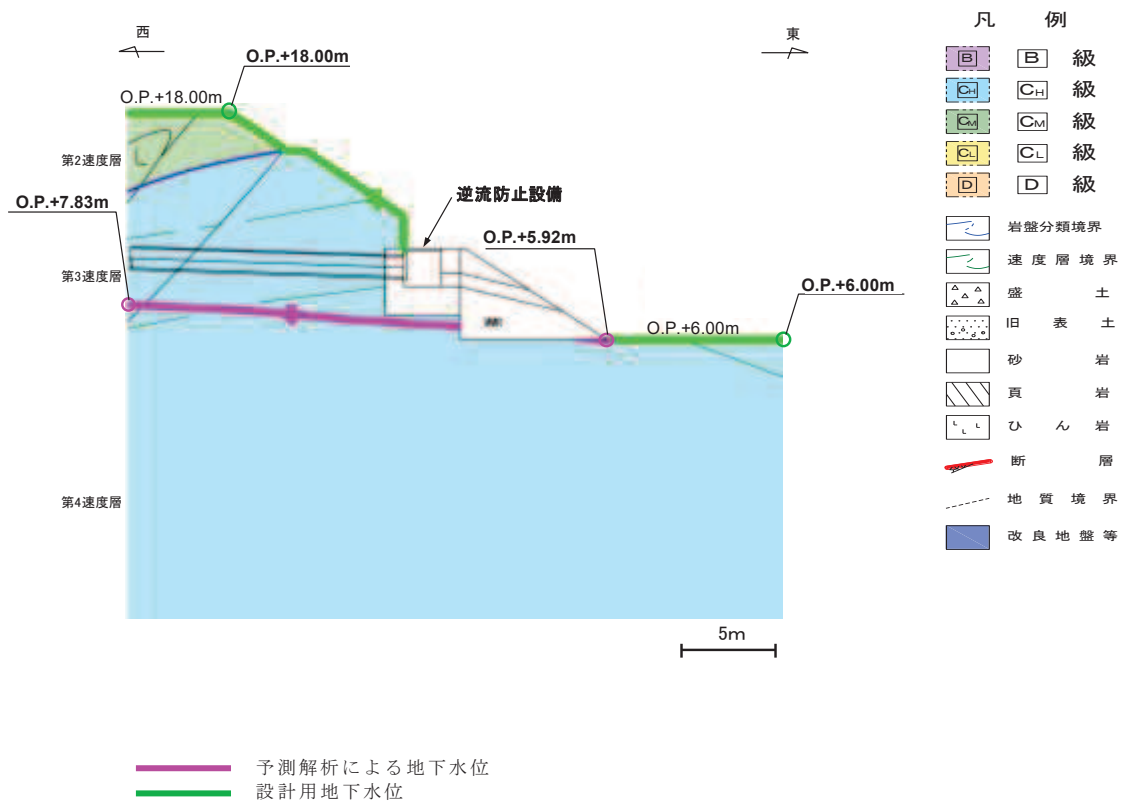 西
東
O.P.+18.00m
O.P.+18.00m
第2速度層
O.P.+7.83m
逆流防止設備
O.P.+5.92m
第3速度層
O.P.+6.00m
O.P.+6.00m
第4速度層
5m
凡 例
B B 級
CH CH 級
CM CM 級
CL CL 級
D D 級
岩盤分類境界
速度層境界
盛土
旧表土
砂岩
頁岩
ひん岩
断層
地質境界
改良地盤等
予測解析による地下水位
設計用地下水位